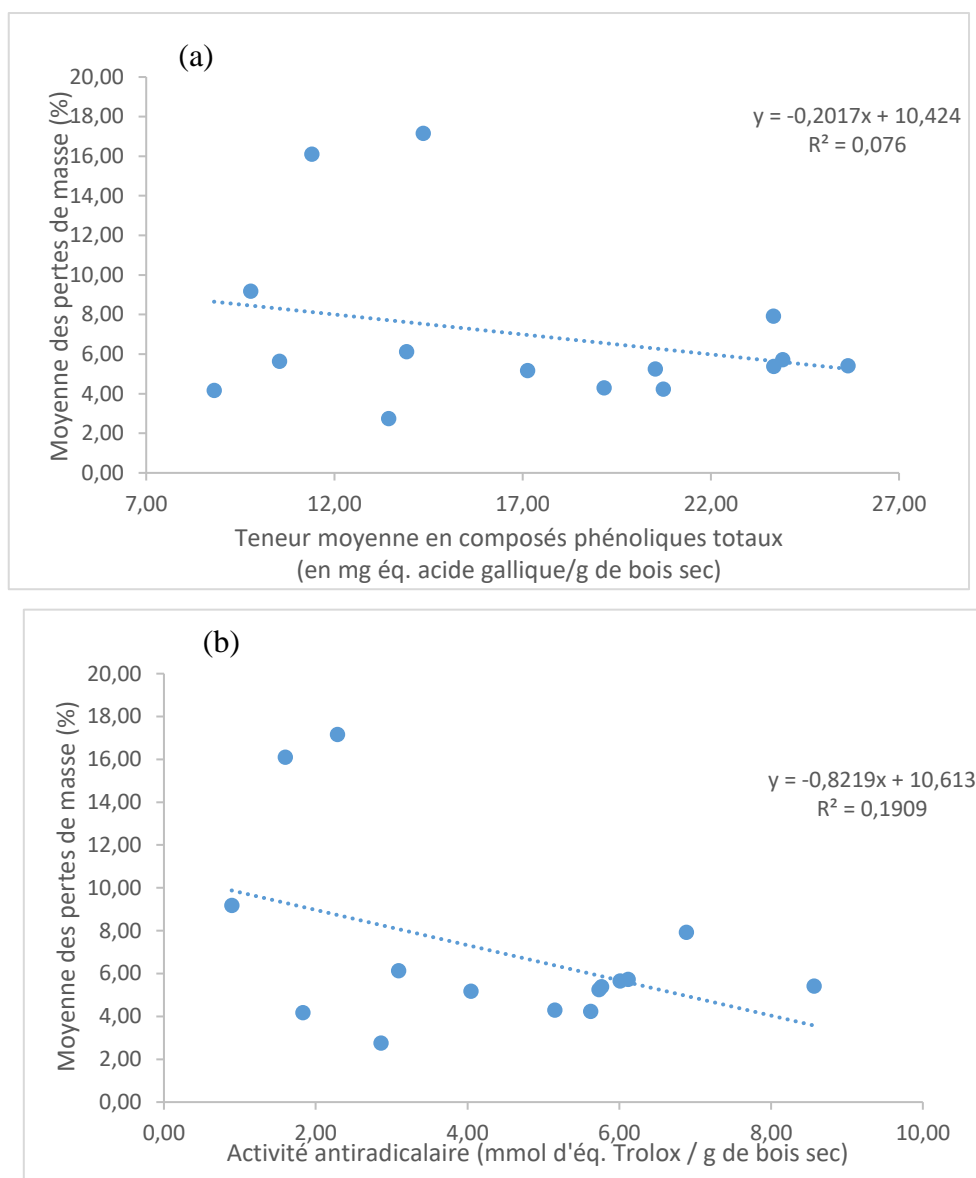 (a)
20,00
18,00
16,00
14,00
12,00
10,00
8,00
6,00
4,00
2,00
0,00
Moyenne des pertes de masse (%)
y = -0,2017x + 10,424
R² = 0,076
7,00 12,00 17,00 22,00 27,00
Teneur moyenne en composés phénoliques totaux
(en mg éq. acide gallique/g de bois sec)
(b)
20,00
18,00
16,00
14,00
12,00
10,00
8,00
6,00
4,00
2,00
0,00
Moyenne des pertes de masse (%)
y = -0,8219x + 10,613
R² = 0,1909
0,00 2,00 4,00 6,00 8,00 10,00
Activité antiradicalaire (mmol d'éq. Trolox / g de bois sec)